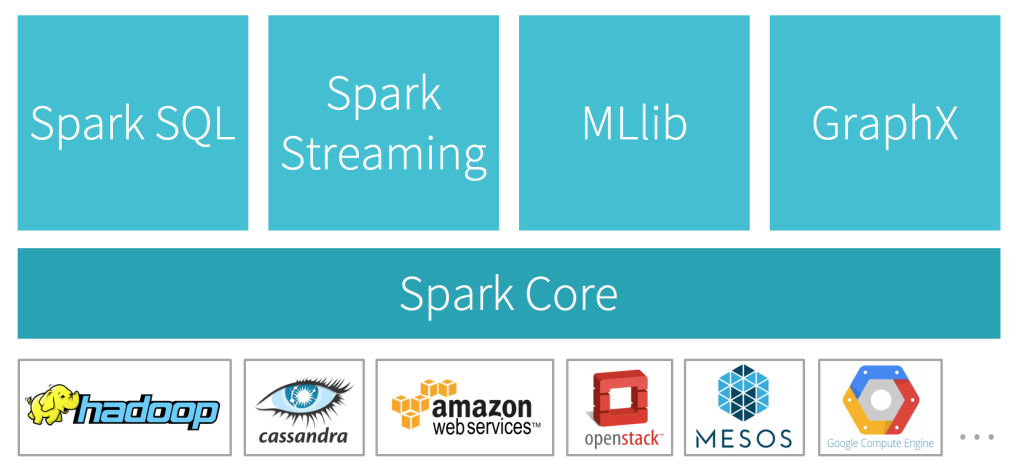 Spark SQL
Spark
Streaming
MLlib
GraphX
Spark Core
hadoop
cassandra
amazon
web services™
openstack™
MESOS
Google Compute Engine
...